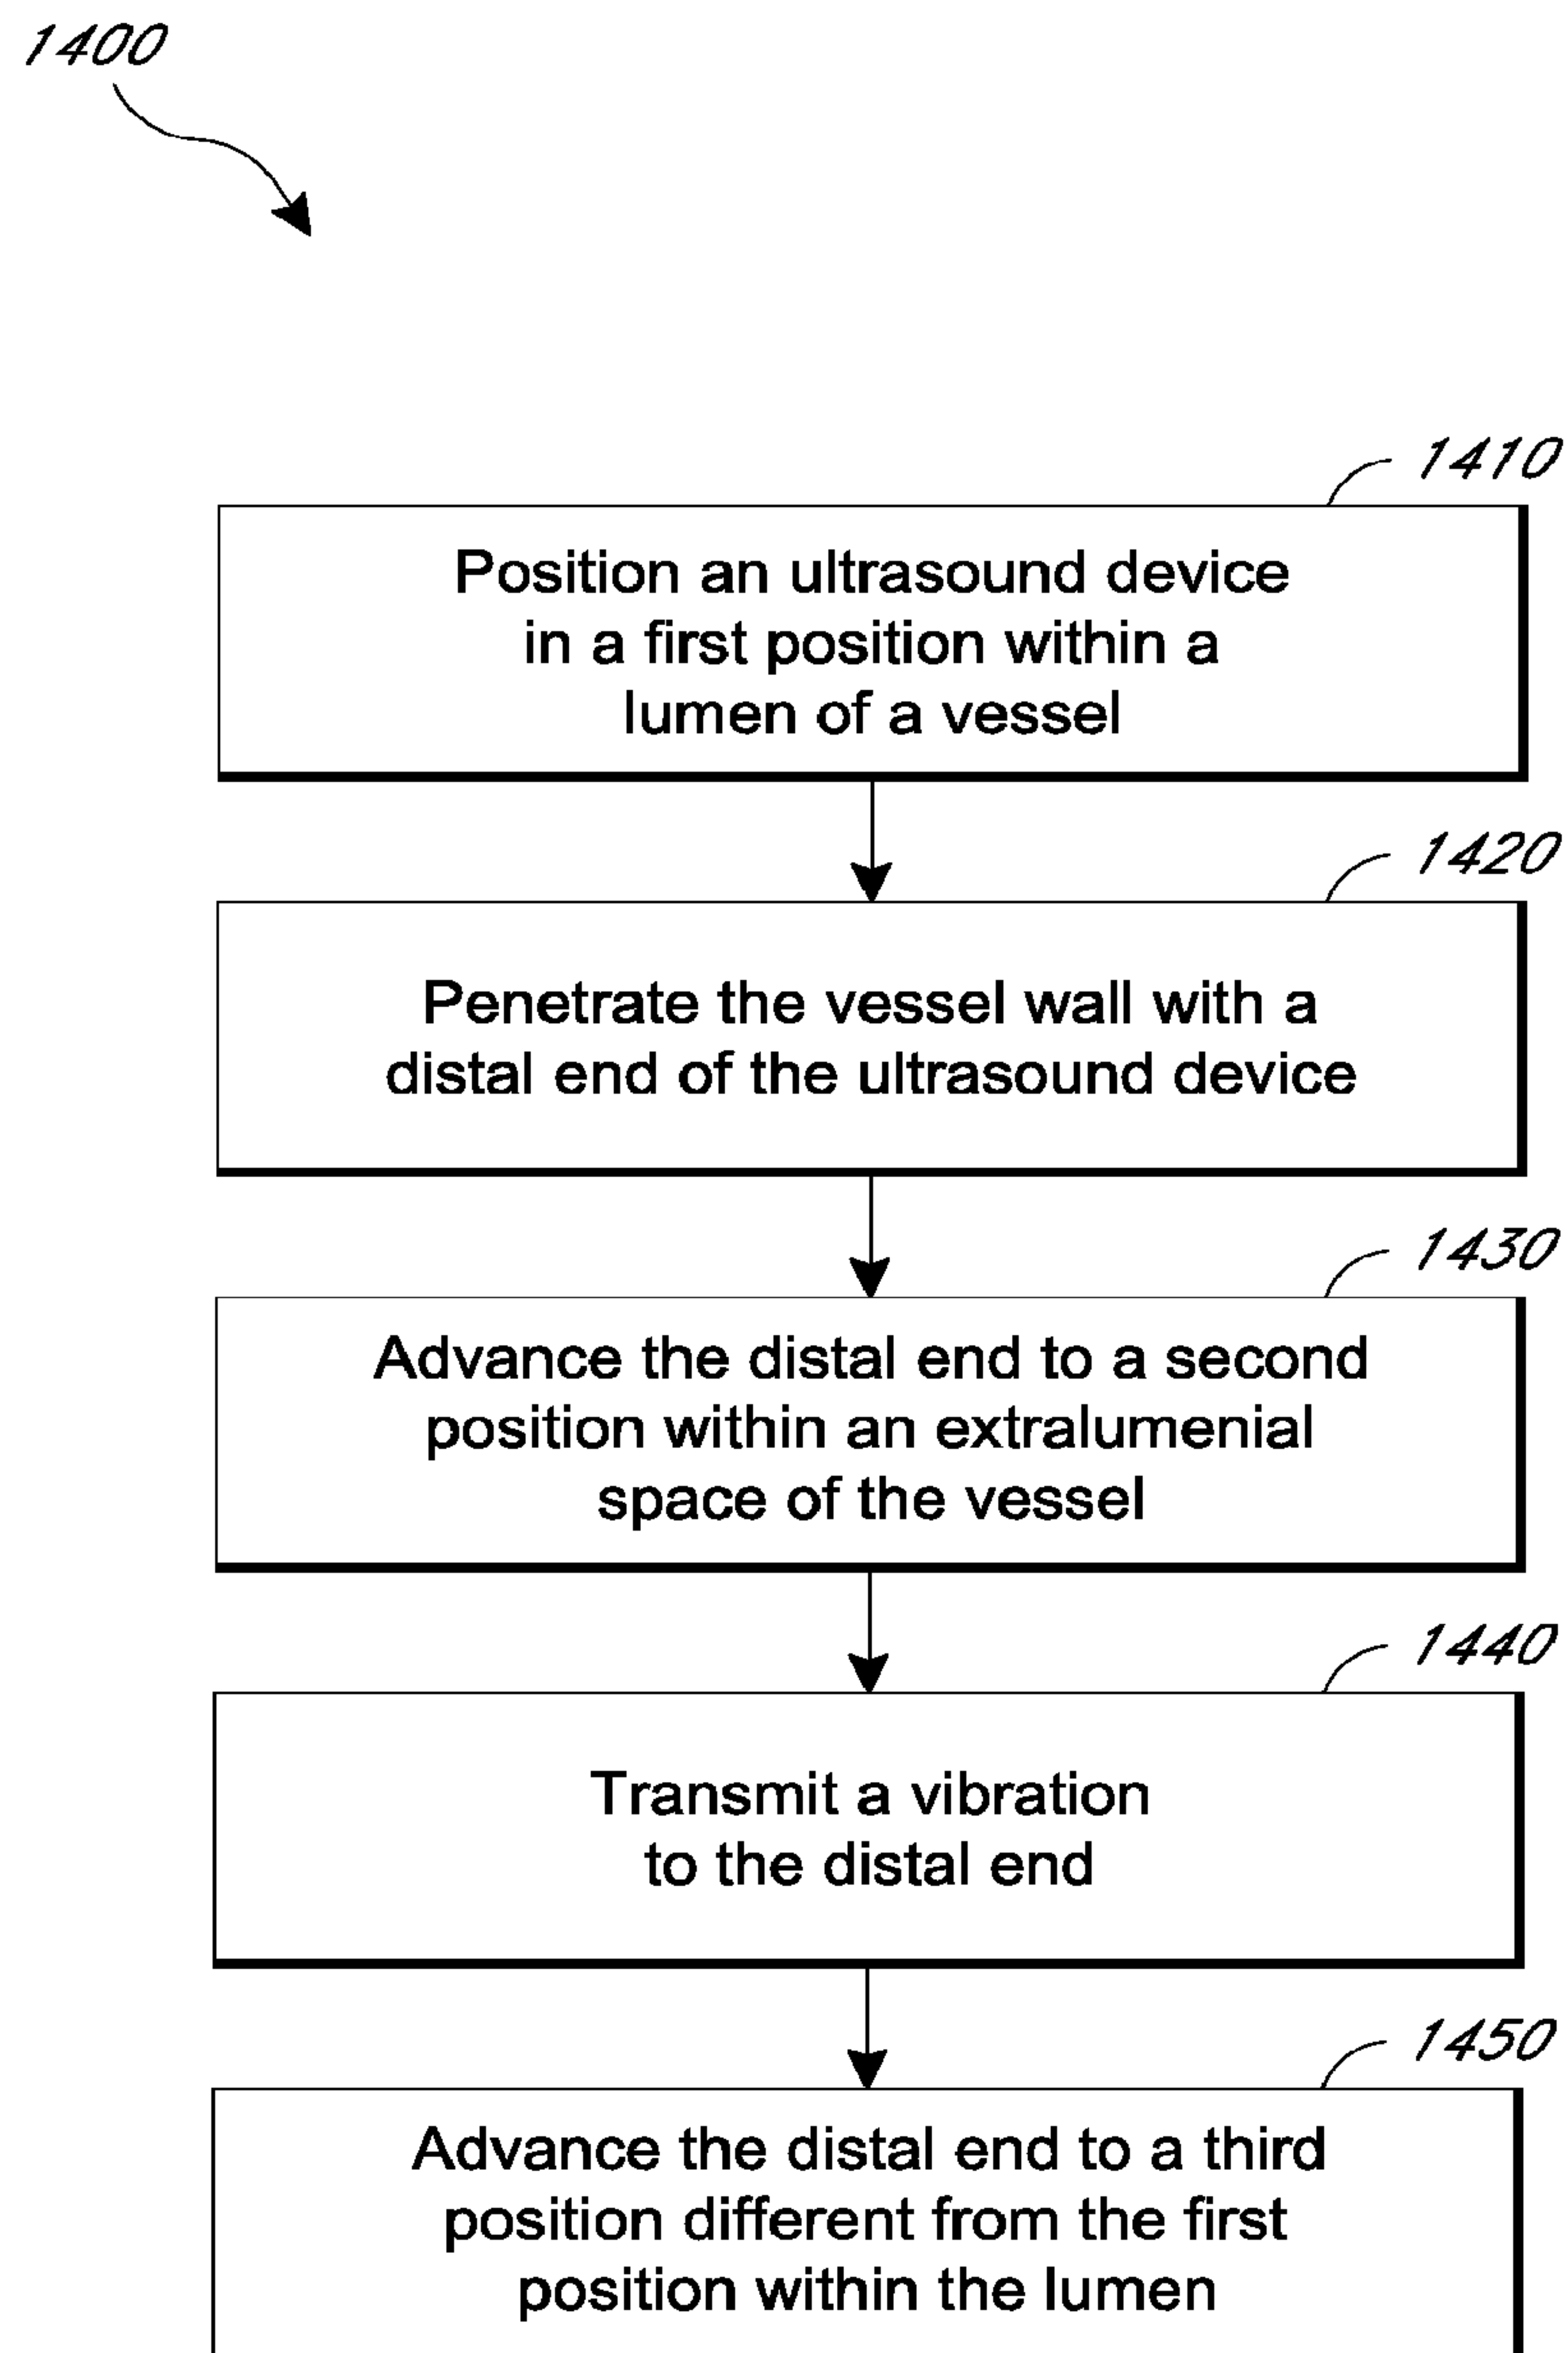 1400
1410
Position an ultrasound device
in a first position within a
lumen of a vessel
1420
Penetrate the vessel wall with a
distal end of the ultrasound device
1430
Advance the distal end to a second
position within an extralumenial
space of the vessel
1440
Transmit a vibration
to the distal end
1450
Advance the distal end to a third
position different from the first
position within the lumen